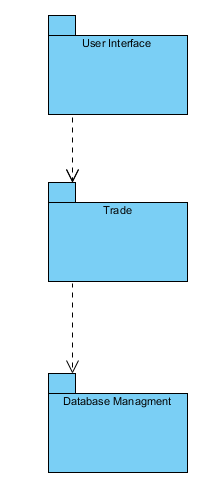 User Interface
Trade
Database Managment